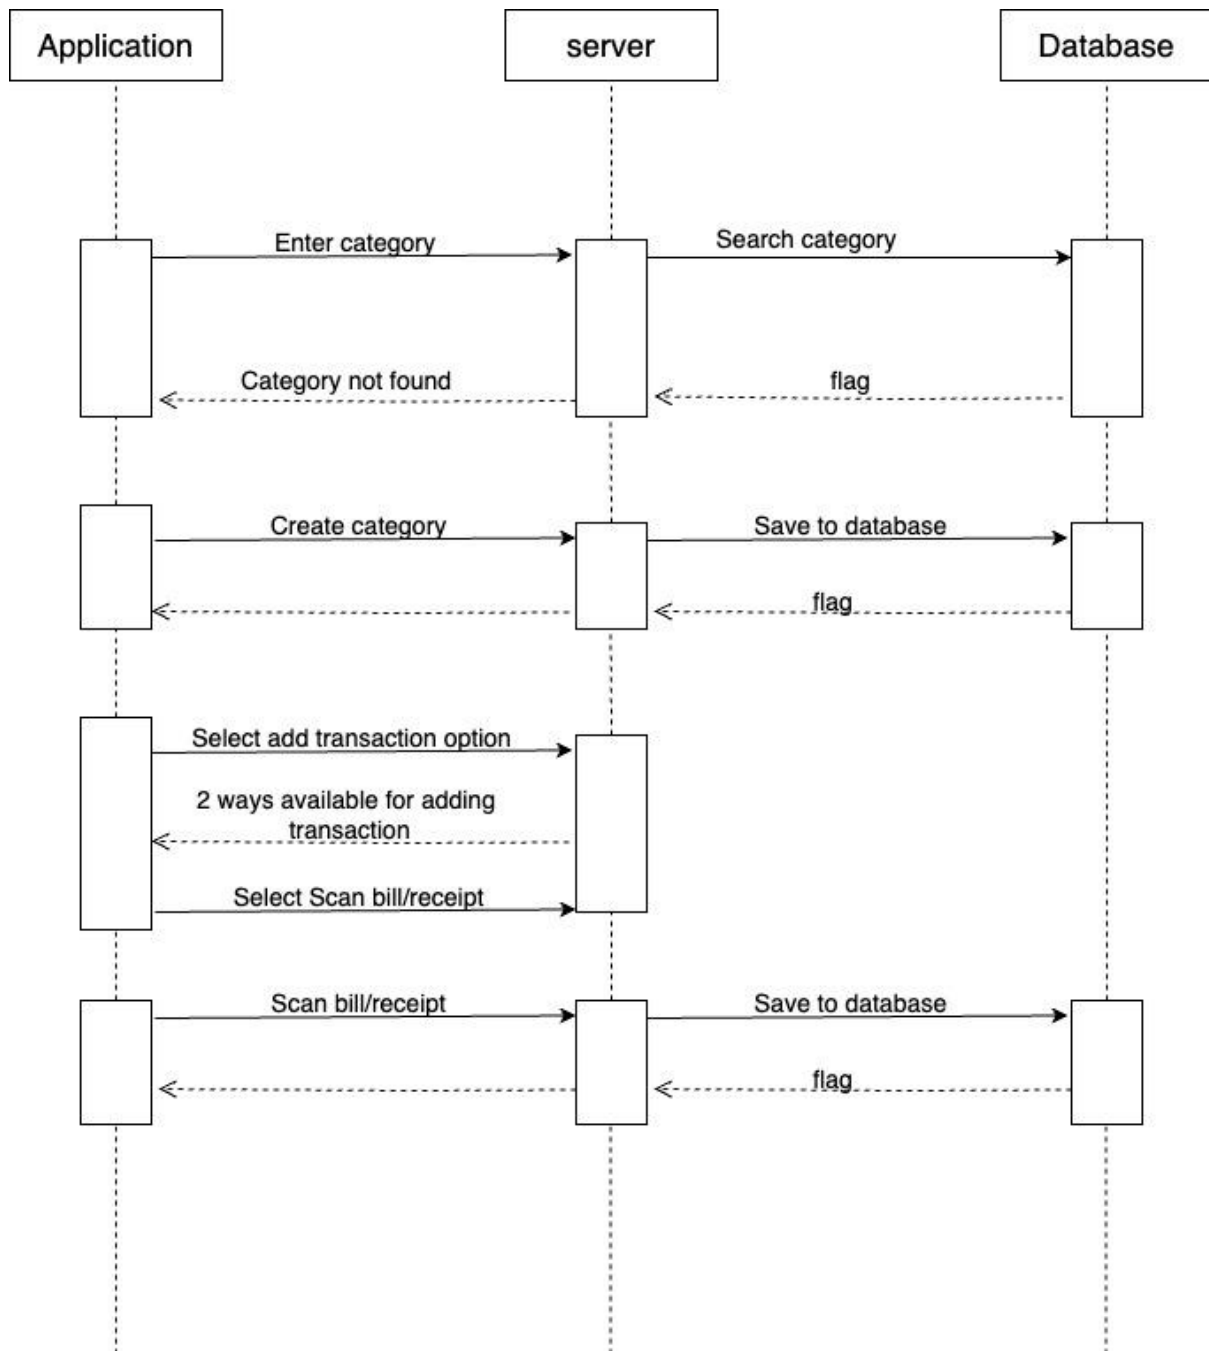 Application
server
Database
Enter category
Search category
Category not found
flag
Create category
Save to database
flag
Select add transaction option
2 ways available for adding
transaction
Select Scan bill/receipt
Scan bill/receipt
Save to database
flag